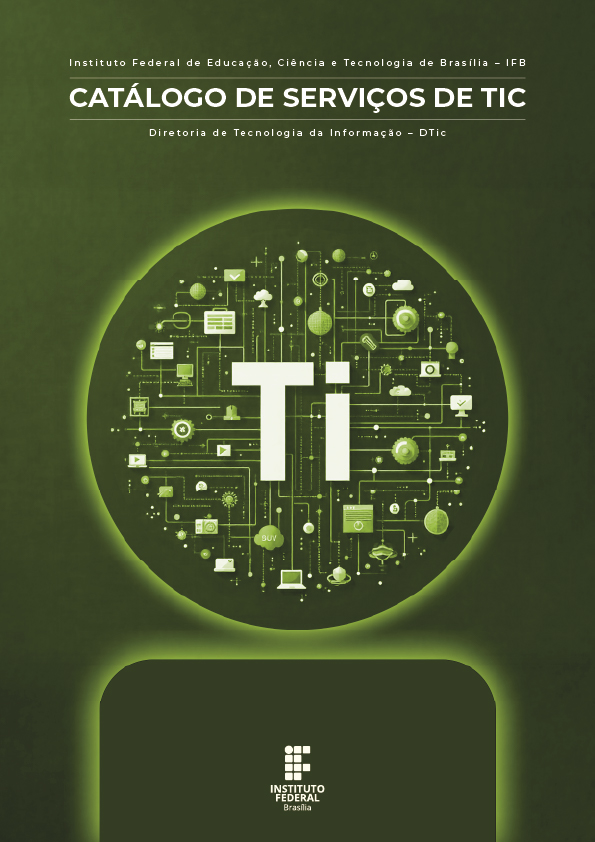 Instituto Federal de Educação, Ciência e Tecnologia de Brasília – IFB
CATÁLOGO DE SERVIÇOS DE TIC
Diretoria de Tecnologia da Informação – DTic
Ti
BUY
INSTITUTO
FEDERAL
Brasília